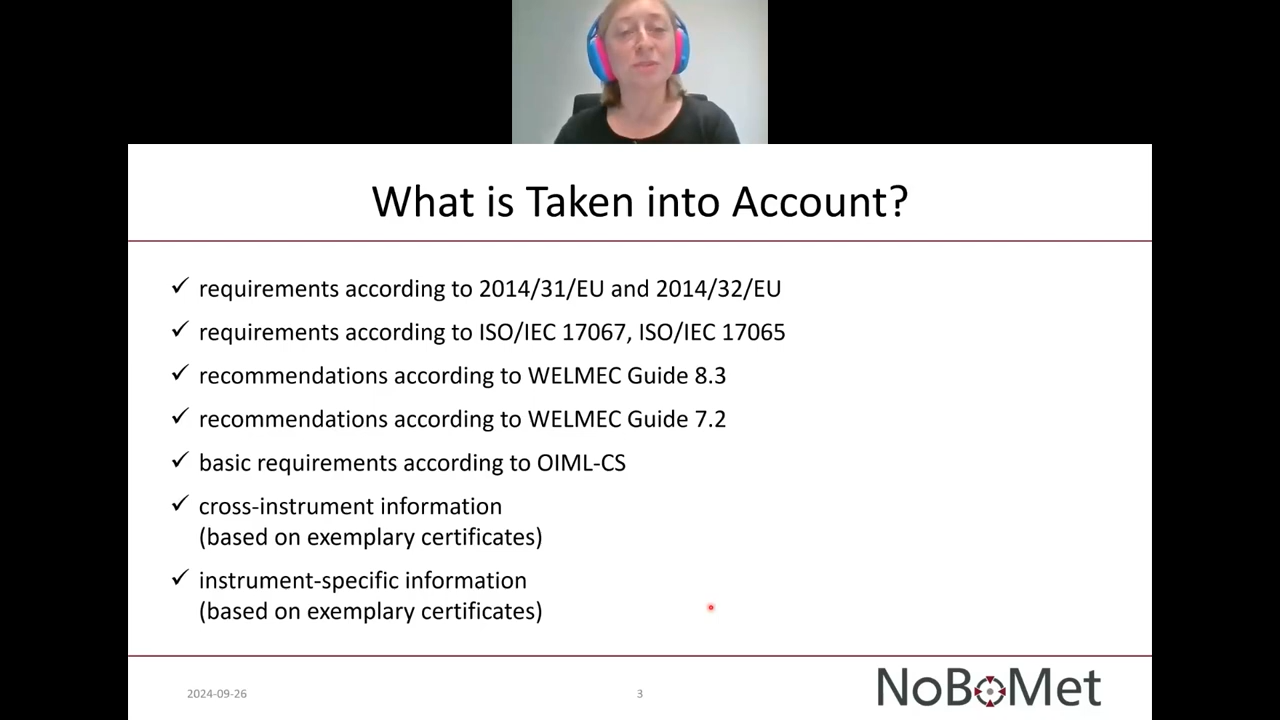 What is Taken into Account?
✓ requirements according to 2014/31/EU and 2014/32/EU
✓ requirements according to ISO/IEC 17067, ISO/IEC 17065
✓ recommendations according to WELMEC Guide 8.3
✓ recommendations according to WELMEC Guide 7.2
✓ basic requirements according to OIML-CS
✓ cross-instrument information
(based on exemplary certificates)
✓ instrument-specific information
(based on exemplary certificates)
2024-09-26
3
NoBoMet